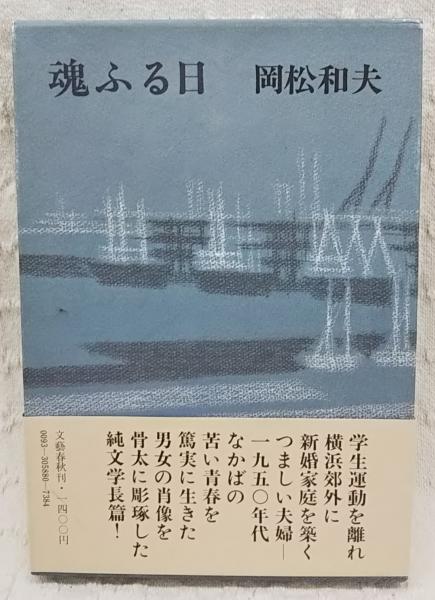 魂ふる日　岡松和夫
学生運動を離れ
横浜郊外に
新婚家庭を築く
つましい夫婦—
一九五〇年代
なかばの
苦い青春を
篤実に生きた
男女の肖像を
骨太に彫琢した
純文学長篇！
文藝春秋刊・一四〇〇円
0093—305880—7384